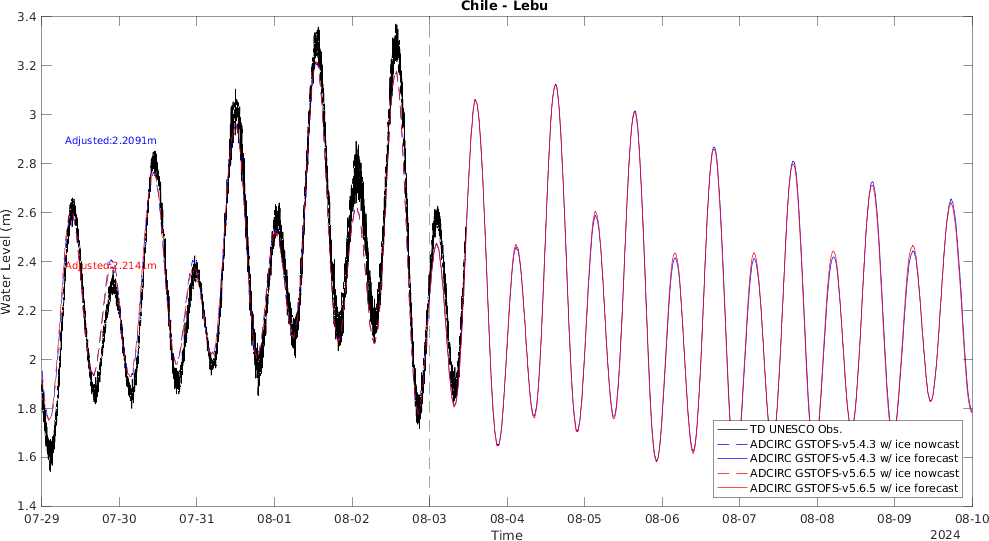 Chile - Lebu
3.4
3.2
3
2.8
2.6
2.4
2.2
2
1.8
1.6
1.4
Water Level (m)
Adjusted:2.2091m
Adjusted:2.2141m
TD UNESCO Obs.
ADCIRC GSTOFS-v5.4.3 w/ ice nowcast
ADCIRC GSTOFS-v5.4.3 w/ ice forecast
ADCIRC GSTOFS-v5.6.5 w/ ice nowcast
ADCIRC GSTOFS-v5.6.5 w/ ice forecast
07-29 07-30 07-31 08-01 08-02 08-03 08-04 08-05 08-06 08-07 08-08 08-09 08-10
Time
2024